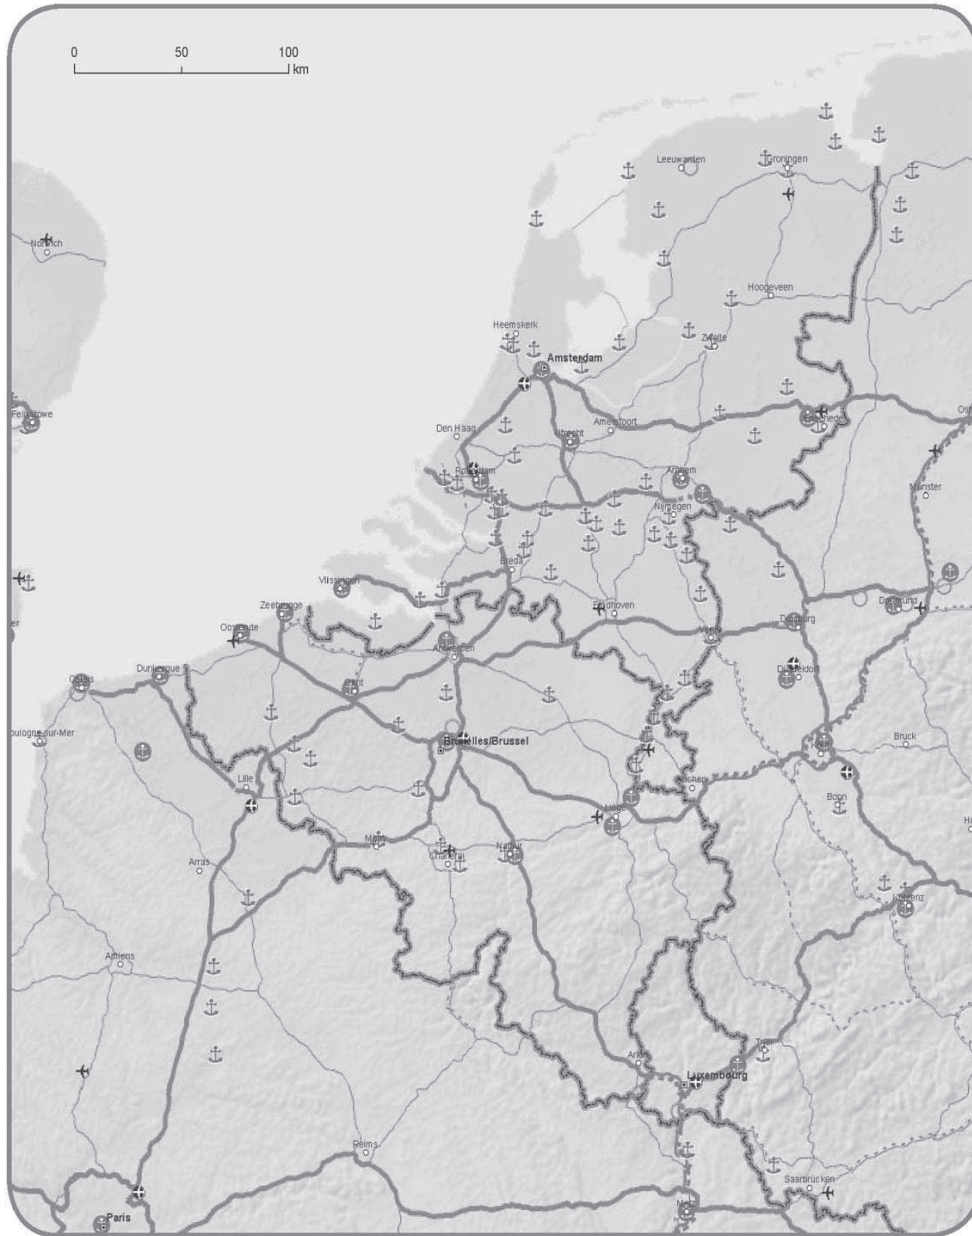 0 50 100
km
Leeuwarden
Groningen
Norwich
Hoogeveen
Heemskerk
Zwolle
Amsterdam
Felixstowe
Enschede
Den Haag
Amersfoort
Utrecht
Rotterdam
Arnhem
Münster
Nijmegen
Breda
Vlissingen
Eindhoven
Dortmund
Zeebrugge
Duisburg
Oostende
Antwerpen
Dunkerque
Düsseldorf
Calais
Gent
oulogne-sur-Mer
Bruxelles/Brussel
Bruck
Aachen
Lille
Bonn
Liège
Mons
Namur
Charleroi
Arras
Koblenz
Amiens
Trier
Arlon
Luxembourg
Reims
Saarbrücken
Metz
Paris